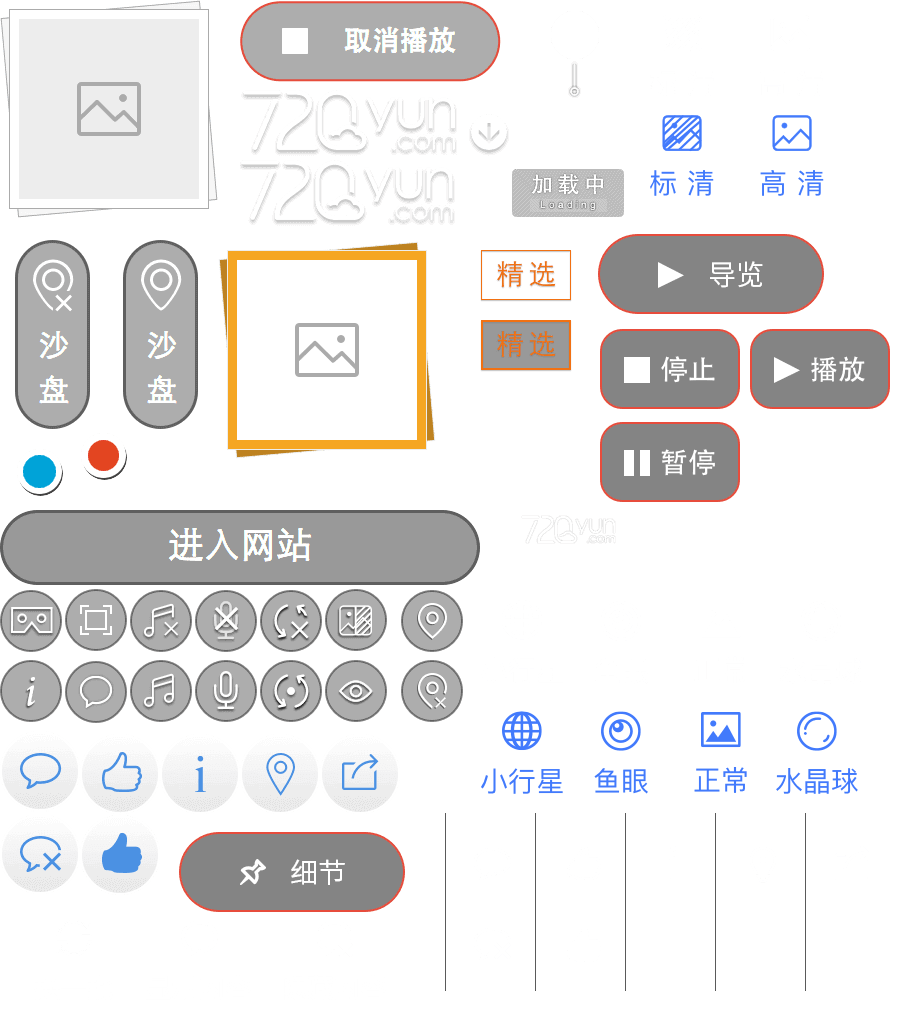 取消播放
720yun
.com
720yun
.com
加载中
Loading
标清
高清
沙
盘
沙
盘
精选
精选
导览
停止
播放
暂停
进入网站
720yun
.com
i
i
小行星
鱼眼
正常
水晶球
细节